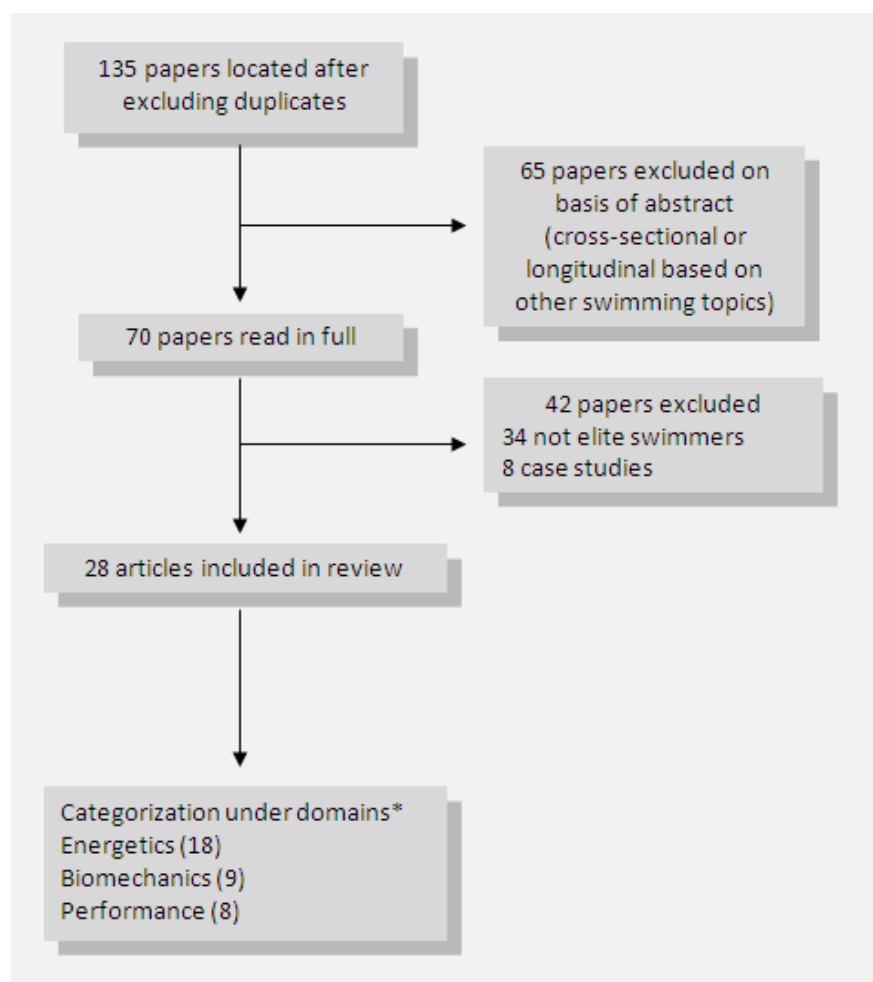 135 papers located after
excluding duplicates
65 papers excluded on
basis of abstract
(cross-sectional or
longitudinal based on
other swimming topics)
70 papers read in full
42 papers excluded
34 not elite swimmers
8 case studies
28 articles included in review
Categorization under domains*
Energetics (18)
Biomechanics (9)
Performance (8)